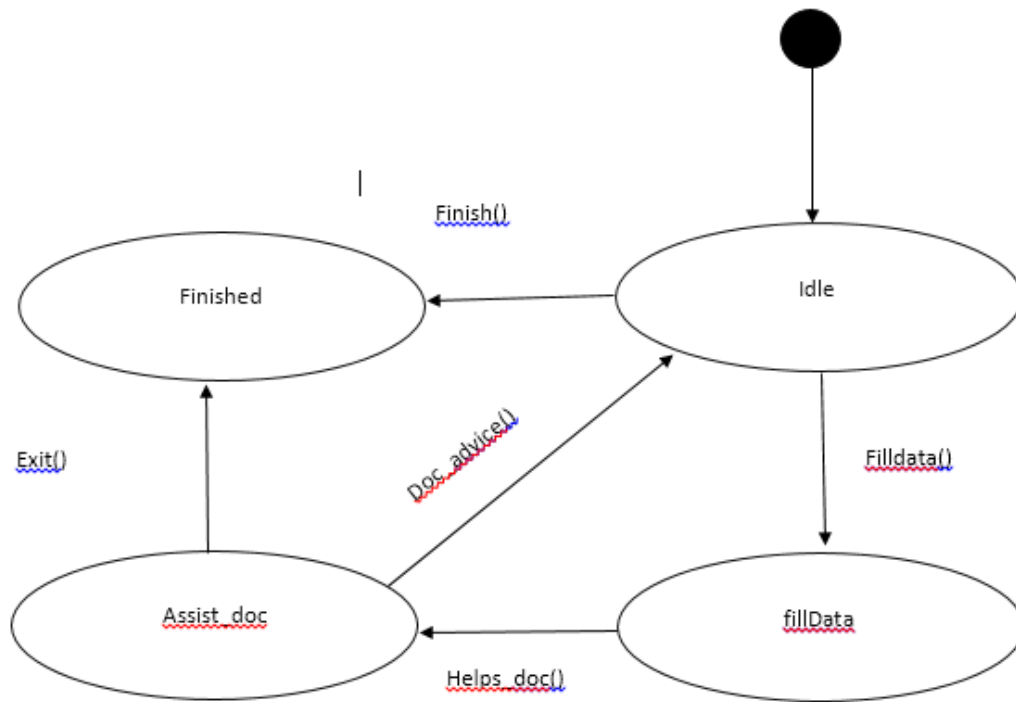 Finish()
Finished
Idle
Doc_advice()
Exit()
Filldata()
Assist_doc
fillData
Helps_doc()